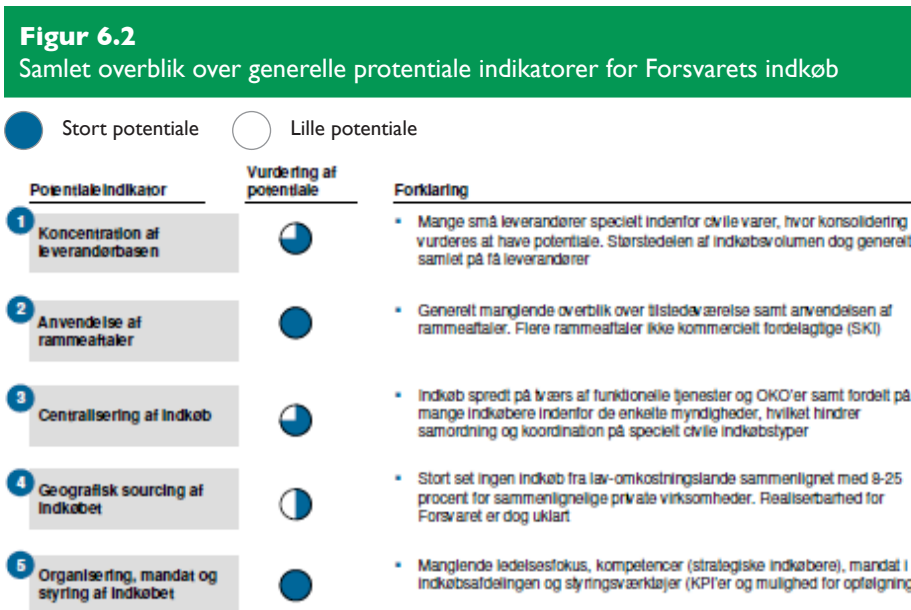 Figur 6.2
Samlet overblik over generelle protentiale indikatorer for Forsvarets indkøb
Stort potentiale
Lille potentiale
Potentialeindikator
Vurdering af
potentiale
Forklaring
1
Koncentration af
leverandørbasen
Mange små leverandører specielt indenfor civile varer, hvor konsolidering
vurderes at have potentiale. Størstedelen af indkøbsvolumen dog generelt
samlet på få leverandører
2
Anvendelse af
rammeaftaler
Generelt manglende overblik over tilstedeværelse samt anvendelsen af
rammeaftaler. Flere rammeaftaler ikke kommercielt fordelagtige (SKI)
3
Centralisering af indkøb
Indkøb spredt på tværs af funktionelle tjenester og OKO'er samt fordelt på
mange indkøbere indenfor de enkelte myndigheder, hvilket hindrer
samordning og koordination på specielt civile indkøbstyper
4
Geografisk sourcing af
indkøbet
Stort set ingen indkøb fra lav-omkostningslande sammenlignet med 8-25
procent for sammenlignelige private virksomheder. Realiserbarhed for
Forsvaret er dog uklart
5
Organisering, mandat og
styring af indkøbet
Manglende ledelsesfokus, kompetencer (strategiske indkøbere), mandat i
indkøbsafdelingen og styringsværktøjer (KPI'er og mulighed for opfølgning